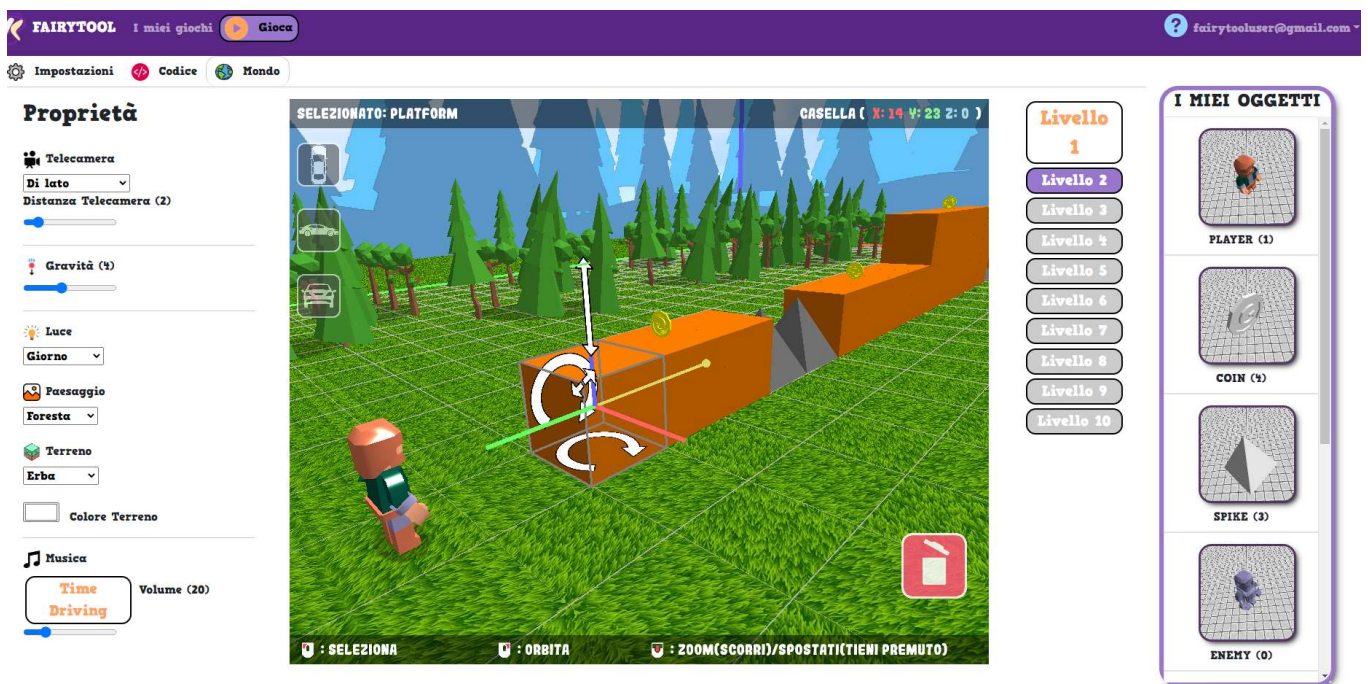 FAIRYTOOL I miei giochi Gioca
fairytooluser@gmail.com
Impostazioni Codice Mondo
Proprietà
Telecamera
Di lato
Distanza Telecamera (2)
Gravità (4)
Luce
Giorno
Paesaggio
Foresta
Terreno
Erba
Colore Terreno
Musica
Time
Driving
Volume (20)
SELEZIONATO: PLATFORM
CASELLA ( X: 14 Y: 23 Z: 0 )
: SELEZIONA
: ORBITA
: ZOOM(SCORRI)/SPOSTATI(TIENI PREMUTO)
Livello
1
Livello 2
Livello 3
Livello 4
Livello 5
Livello 6
Livello 7
Livello 8
Livello 9
Livello 10
I MIEI OGGETTI
PLAYER (1)
COIN (4)
SPIKE (3)
ENEMY (0)